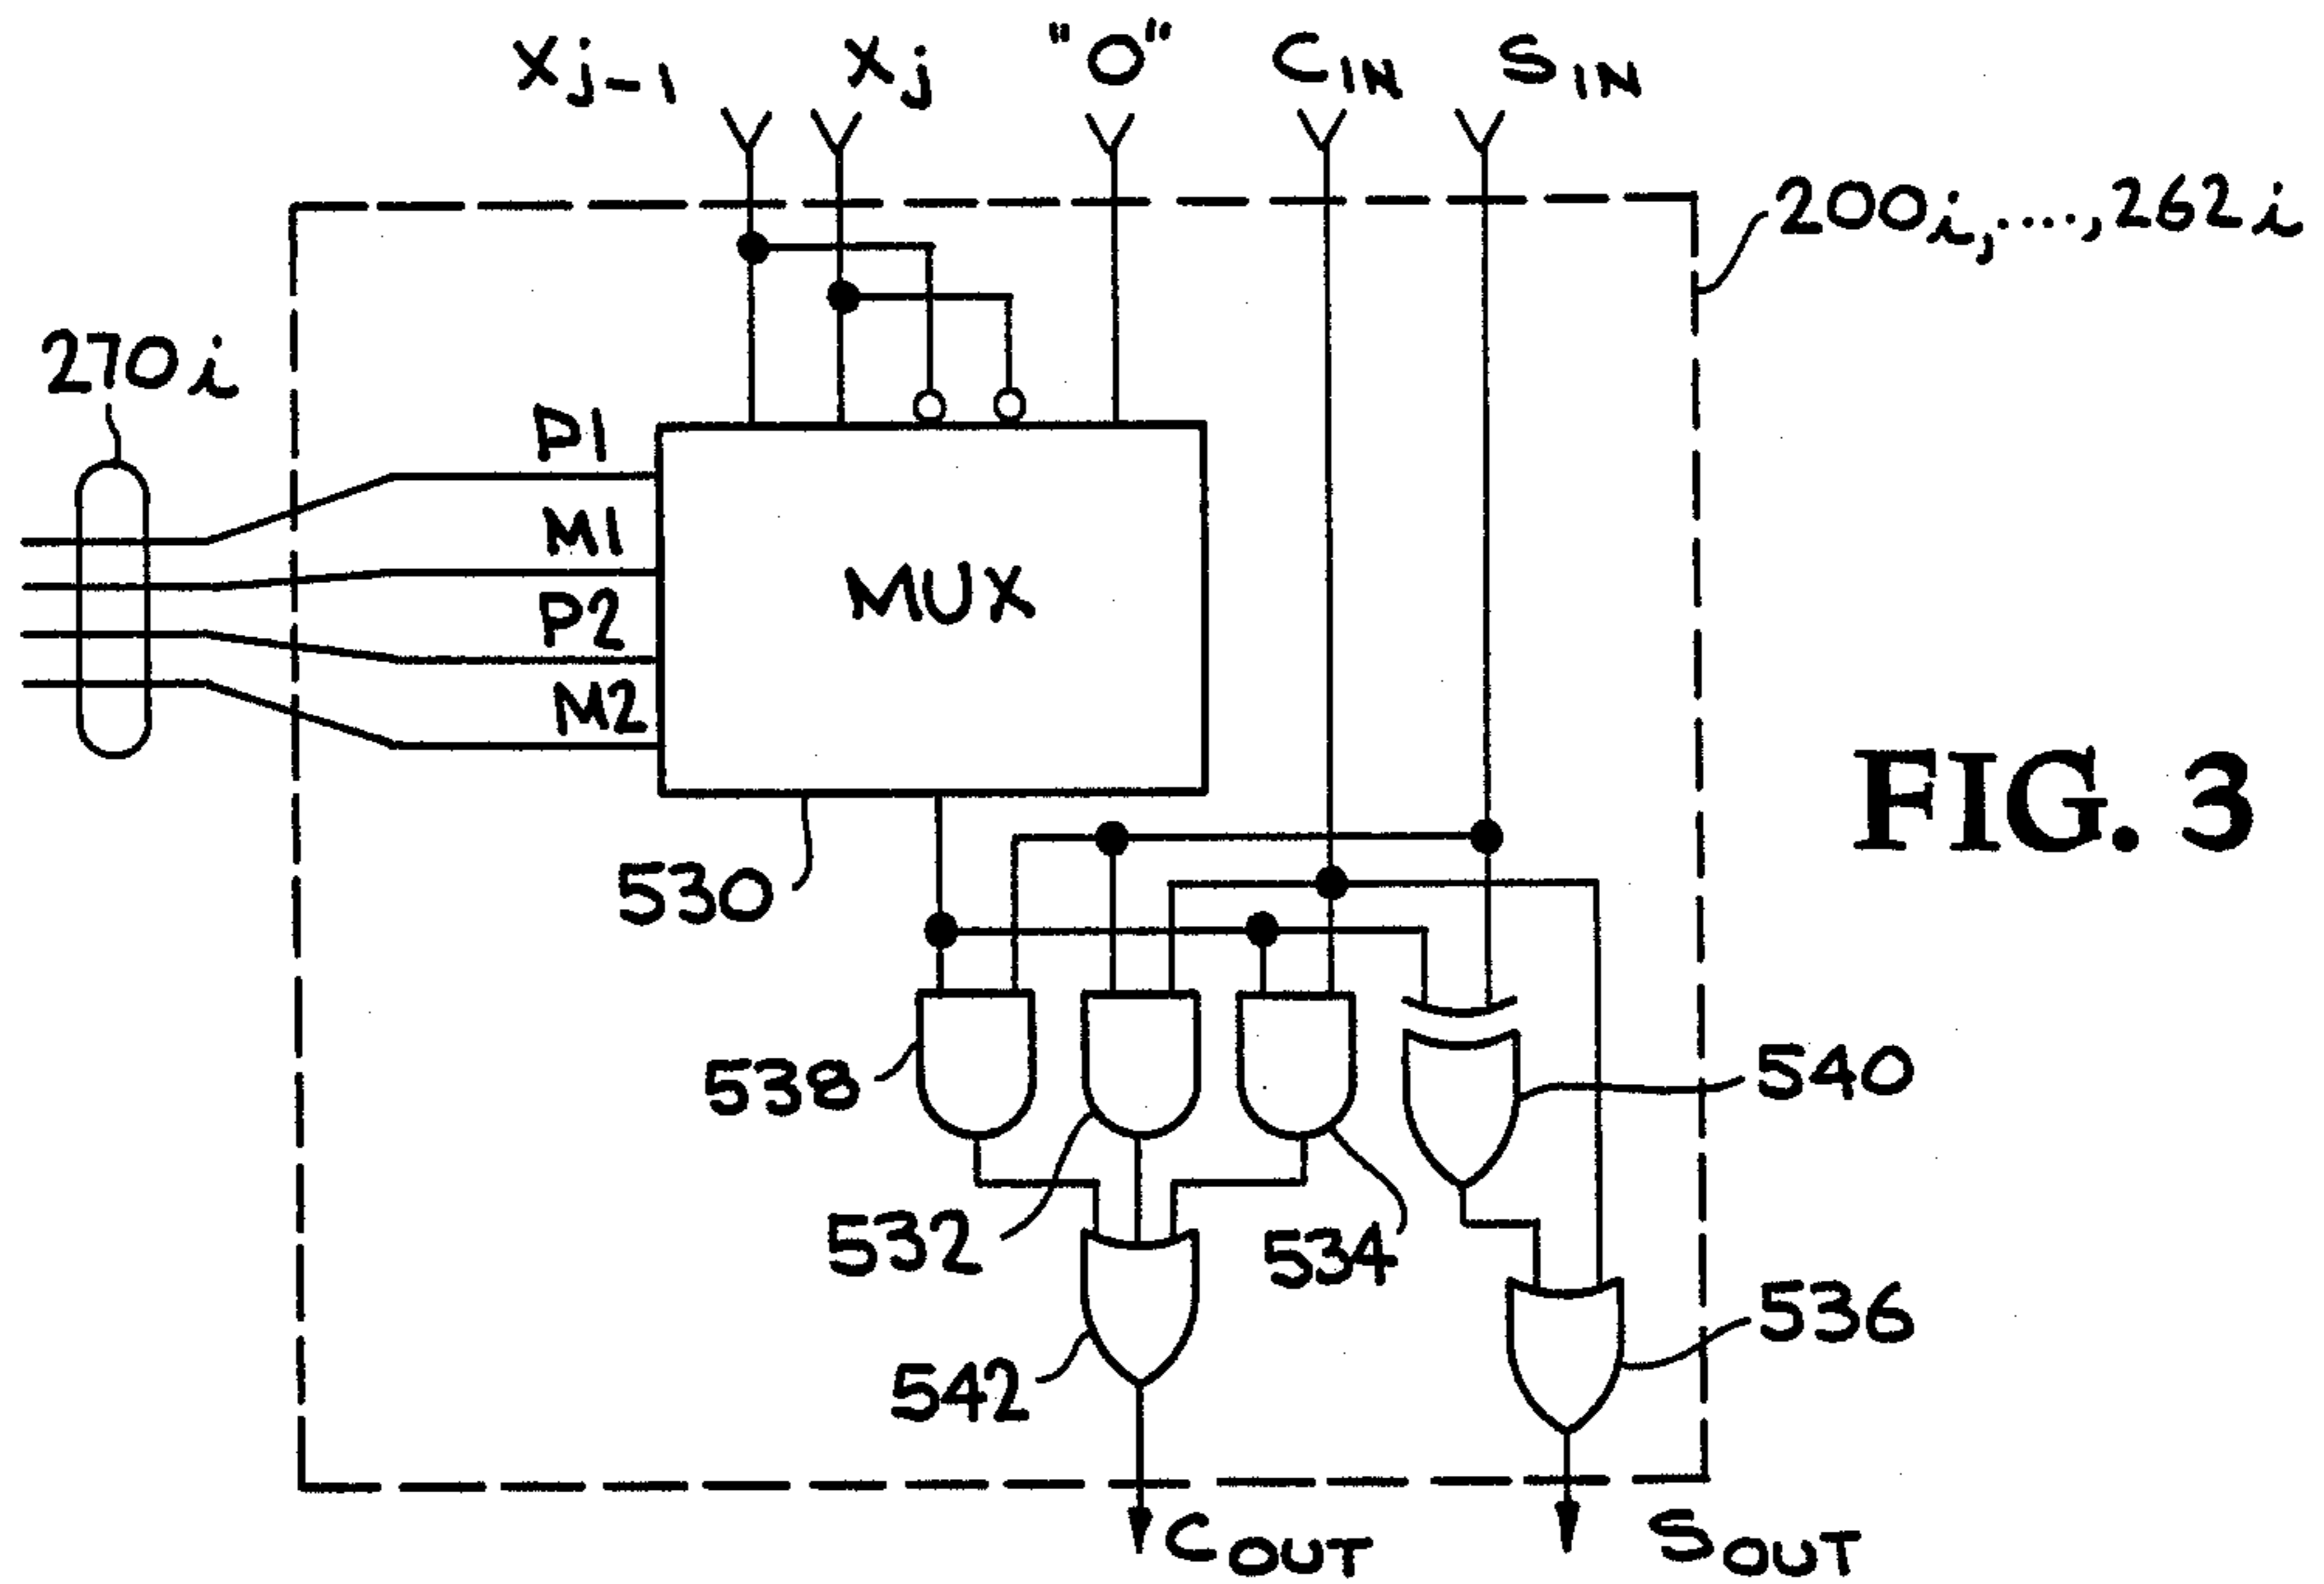 Xj-1 Xj "0" CIN SIN
200i,....,262i
270i
P1
M1
MUX
P2
M2
FIG. 3
530
538
540
532
534
536
542
COUT SOUT